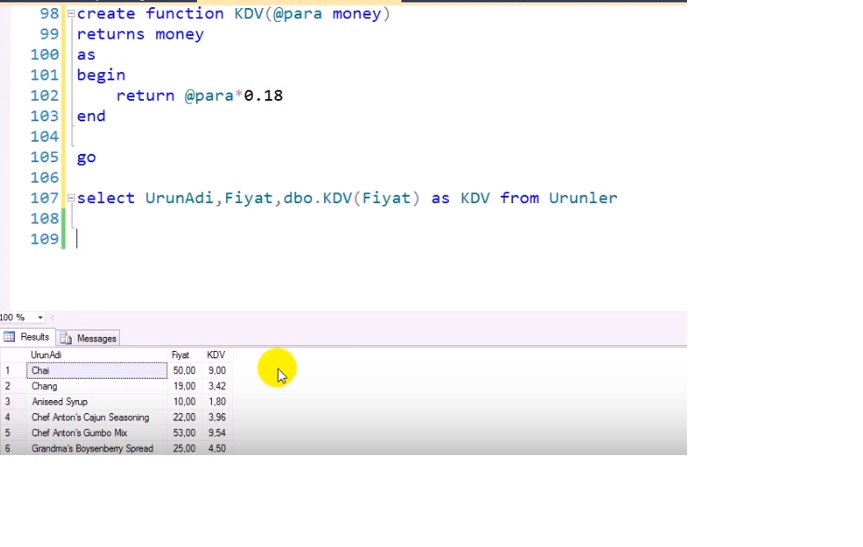 98 create function KDV(@para money)
99 returns money
100 as
101 begin
102 return @para*0.18
103 end
104
105 go
106
107 select UrunAdi,Fiyat,dbo.KDV(Fiyat) as KDV from Urunler
108
109
100 %
Results Messages
UrunAdi Fiyat KDV
1 Chai 50,00 9,00
2 Chang 19,00 3,42
3 Aniseed Syrup 10,00 1,80
4 Chef Anton's Cajun Seasoning 22,00 3,96
5 Chef Anton's Gumbo Mix 53,00 9,54
6 Grandma's Boysenberry Spread 25,00 4,50